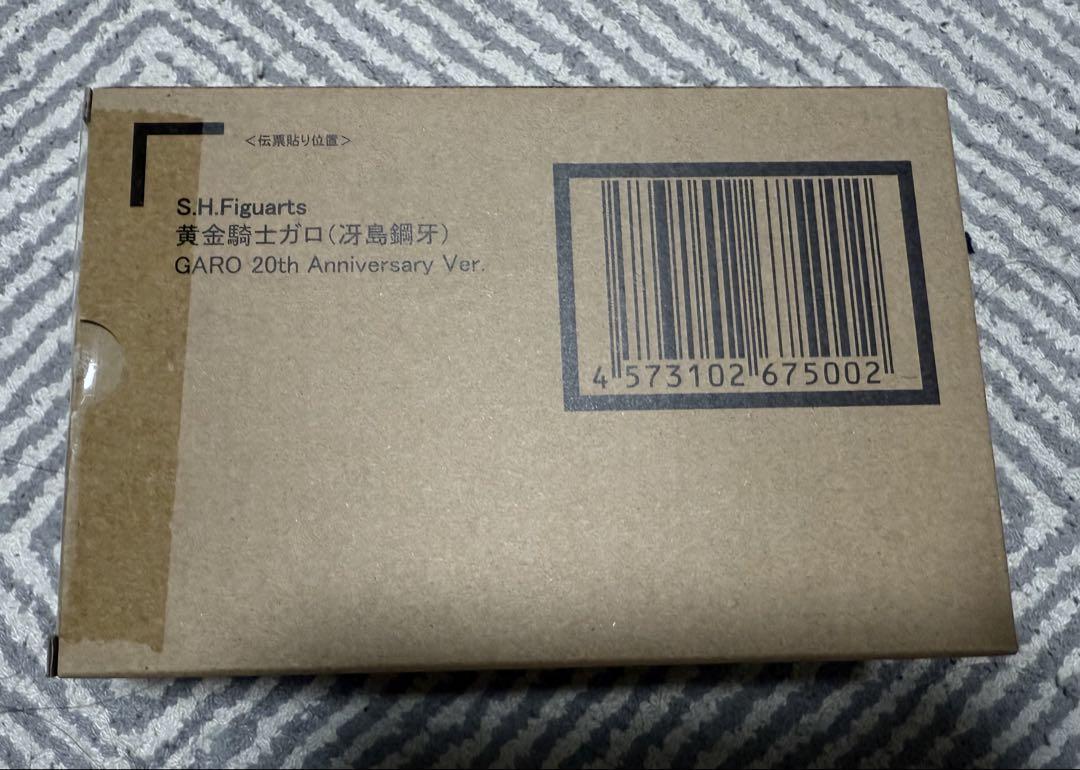 ＜伝票貼り位置＞
S.H.Figuarts
黄金騎士ガロ（冴島鋼牙）
GARO 20th Anniversary Ver.
4 573102 675002